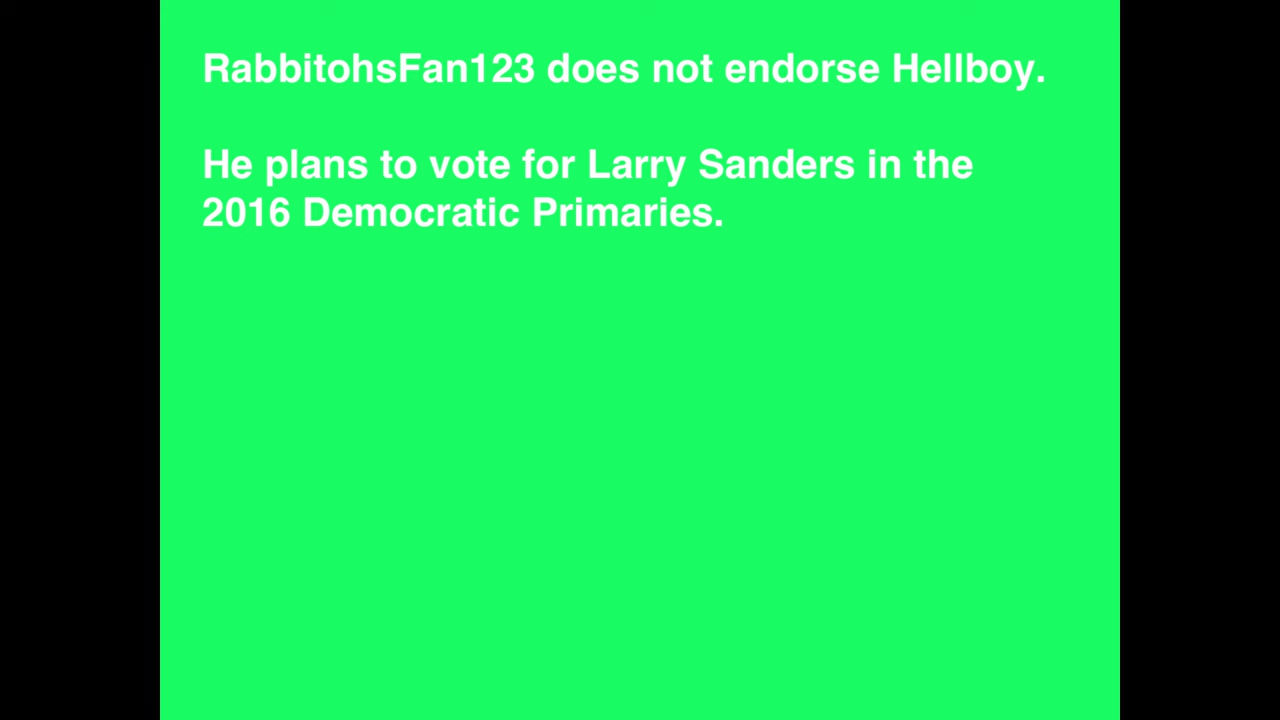 RabbitohsFan123 does not endorse Hellboy.
He plans to vote for Larry Sanders in the
2016 Democratic Primaries.